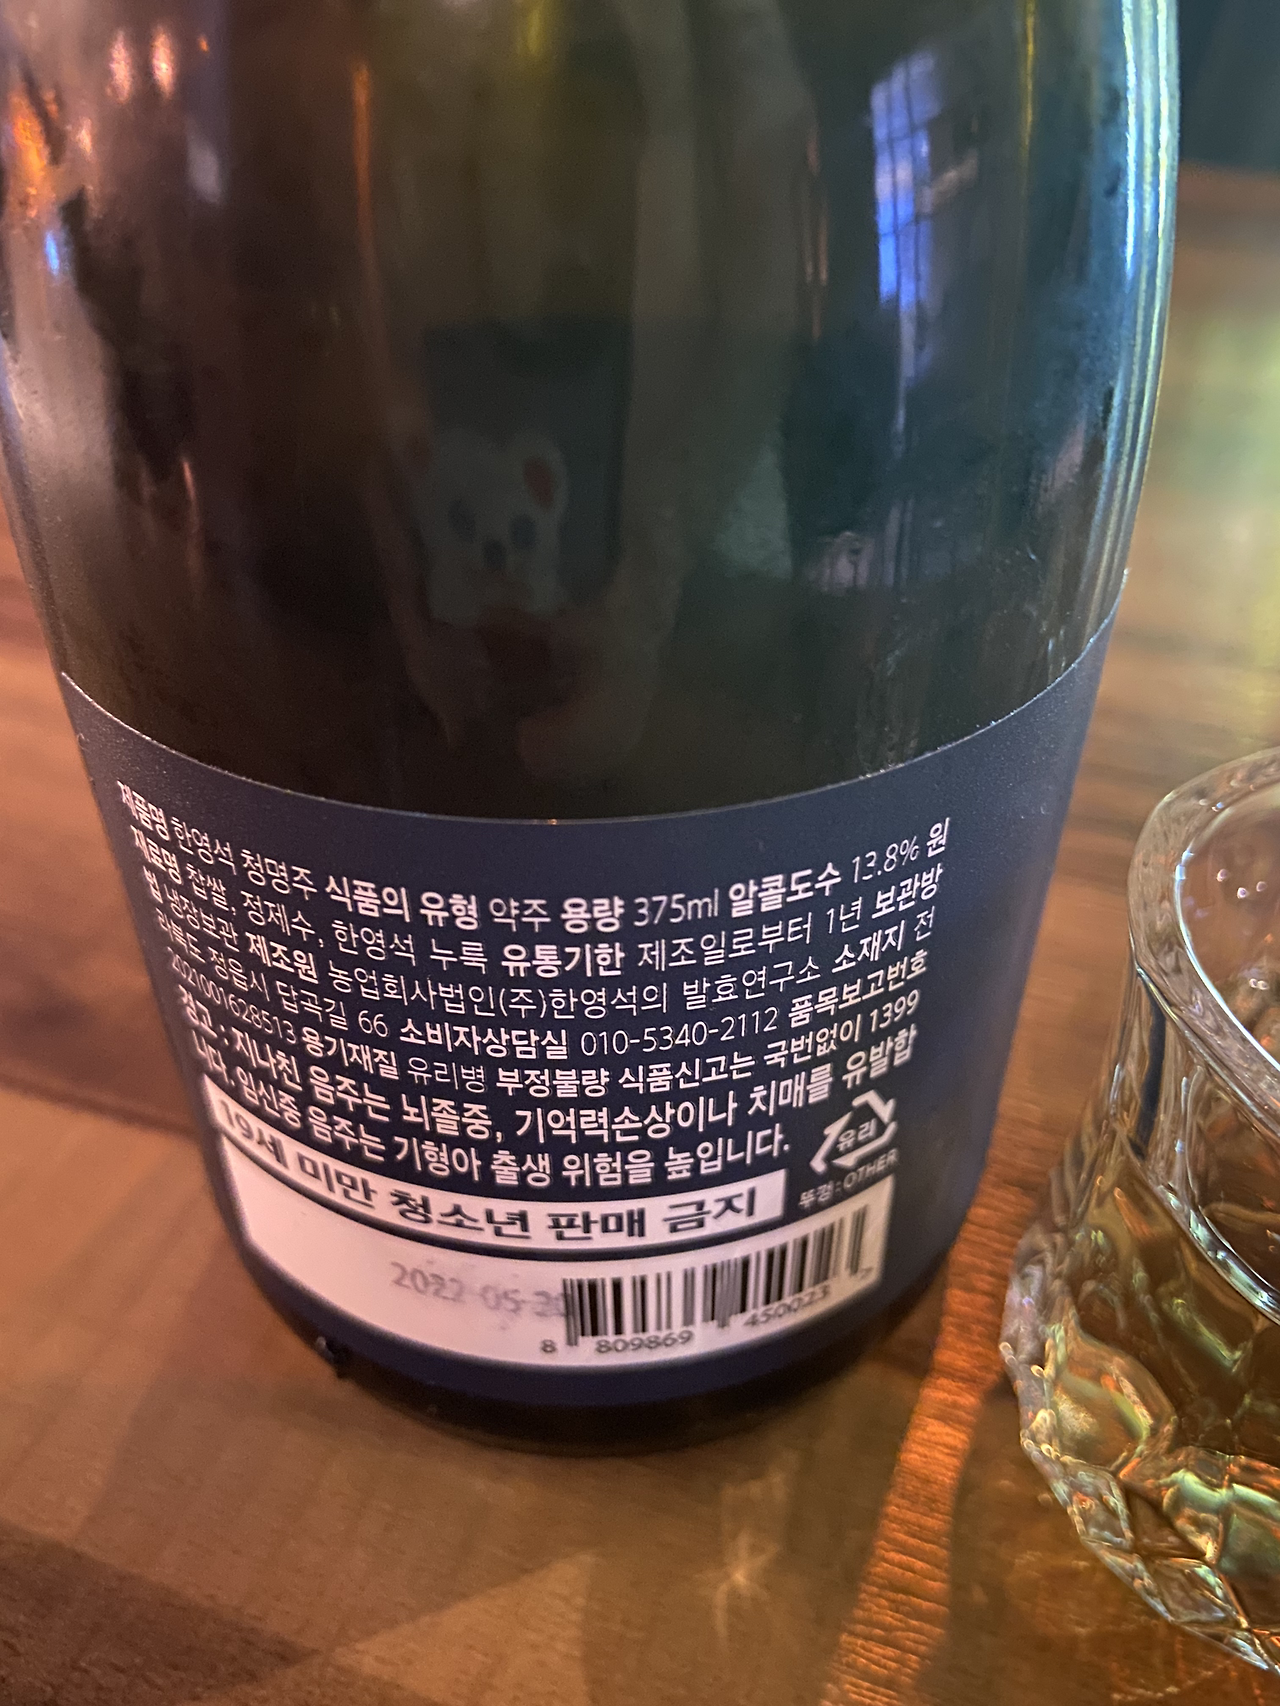 제품명 한영석 청명주 식품의 유형 약주 용량 375ml 알콜도수 13.8% 원
재료명 찹쌀, 정제수, 한영석 누룩 유통기한 제조일로부터 1년 보관방
법 냉장보관 제조원 농업회사법인(주)한영석의 발효연구소 소재지 전
라북도 정읍시 답곡길 66 소비자상담실 010-5340-2112 품목보고번호
2021001628513 용기재질 유리병 부정불량 식품신고는 국번없이 1399
경고 : 지나친 음주는 뇌졸중, 기억력손상이나 치매를 유발합
니다. 임신중 음주는 기형아 출생 위험을 높입니다.
유리
뚜껑 : OTHER
19세 미만 청소년 판매 금지
2022 05
8 809869 450023 7